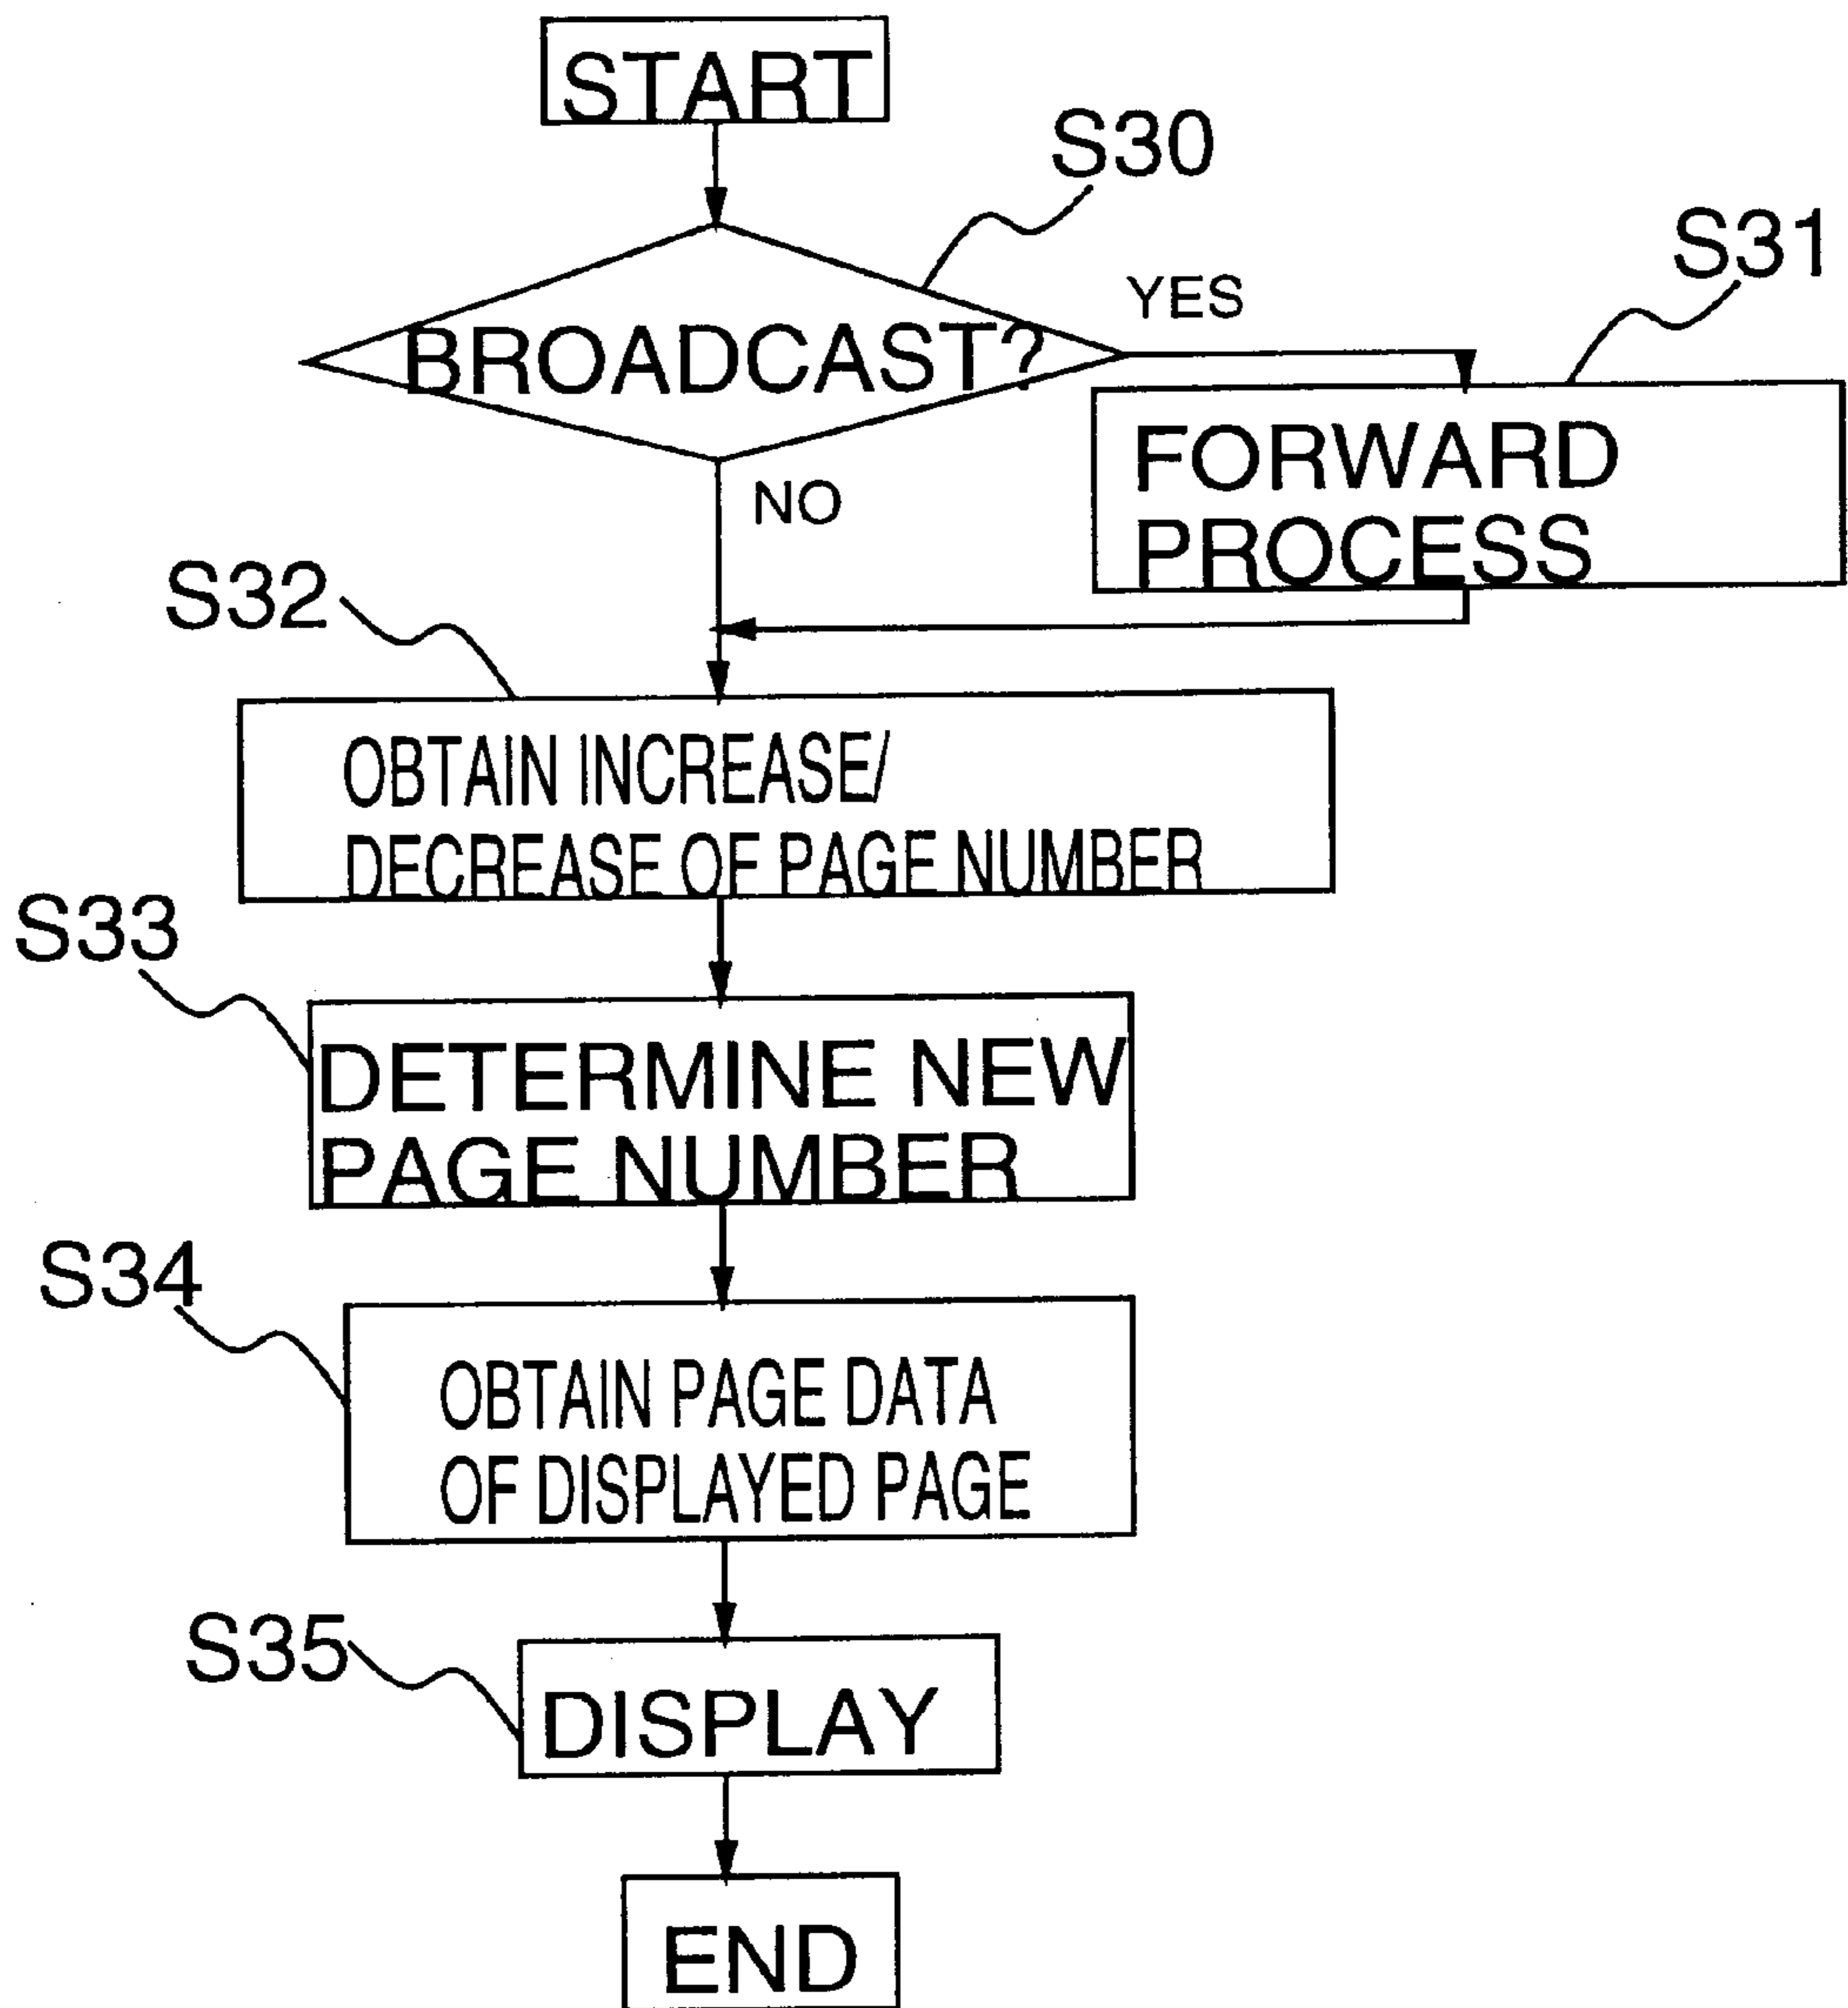 START
S30
BROADCAST?
YES
S31
FORWARD
PROCESS
NO
S32
OBTAIN INCREASE/
DECREASE OF PAGE NUMBER
S33
DETERMINE NEW
PAGE NUMBER
S34
OBTAIN PAGE DATA
OF DISPLAYED PAGE
S35
DISPLAY
END